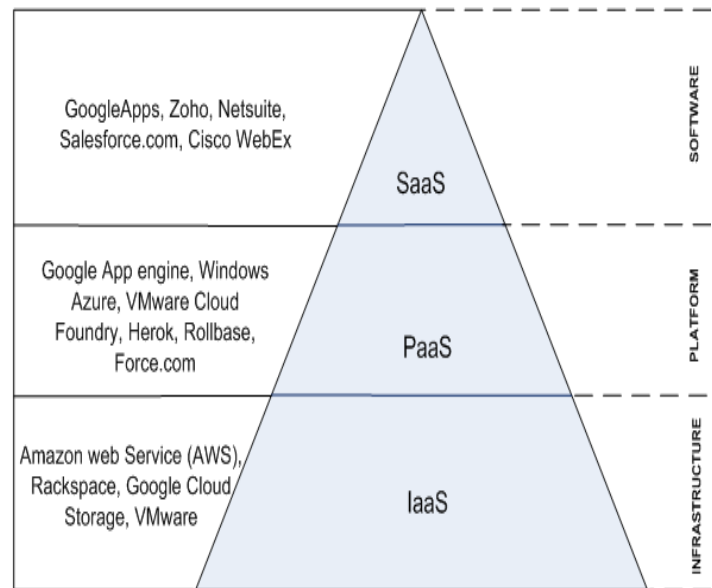 GoogleApps, Zoho, Netsuite,
Salesforce.com, Cisco WebEx
SaaS
SOFTWARE
Google App engine, Windows
Azure, VMware Cloud
Foundry, Herok, Rollbase,
Force.com
PaaS
PLATFORM
Amazon web Service (AWS),
Rackspace, Google Cloud
Storage, VMware
IaaS
INFRASTRUCTURE